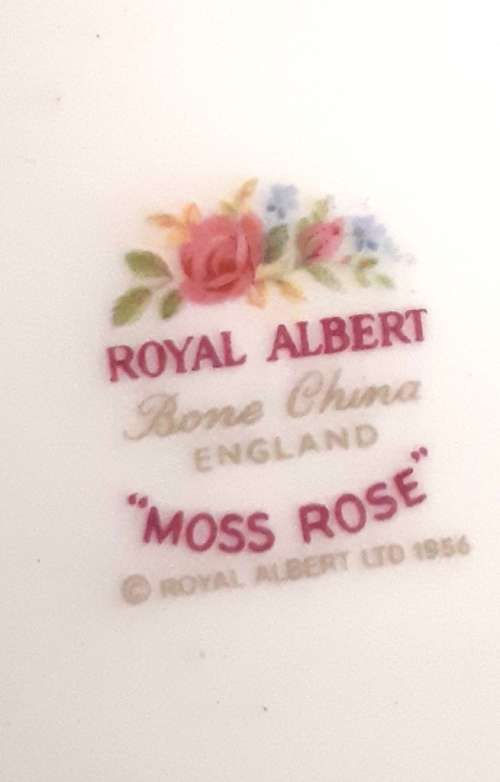 ROYAL ALBERT
Bone China
ENGLAND
"MOSS ROSE"
© ROYAL ALBERT LTD 1956